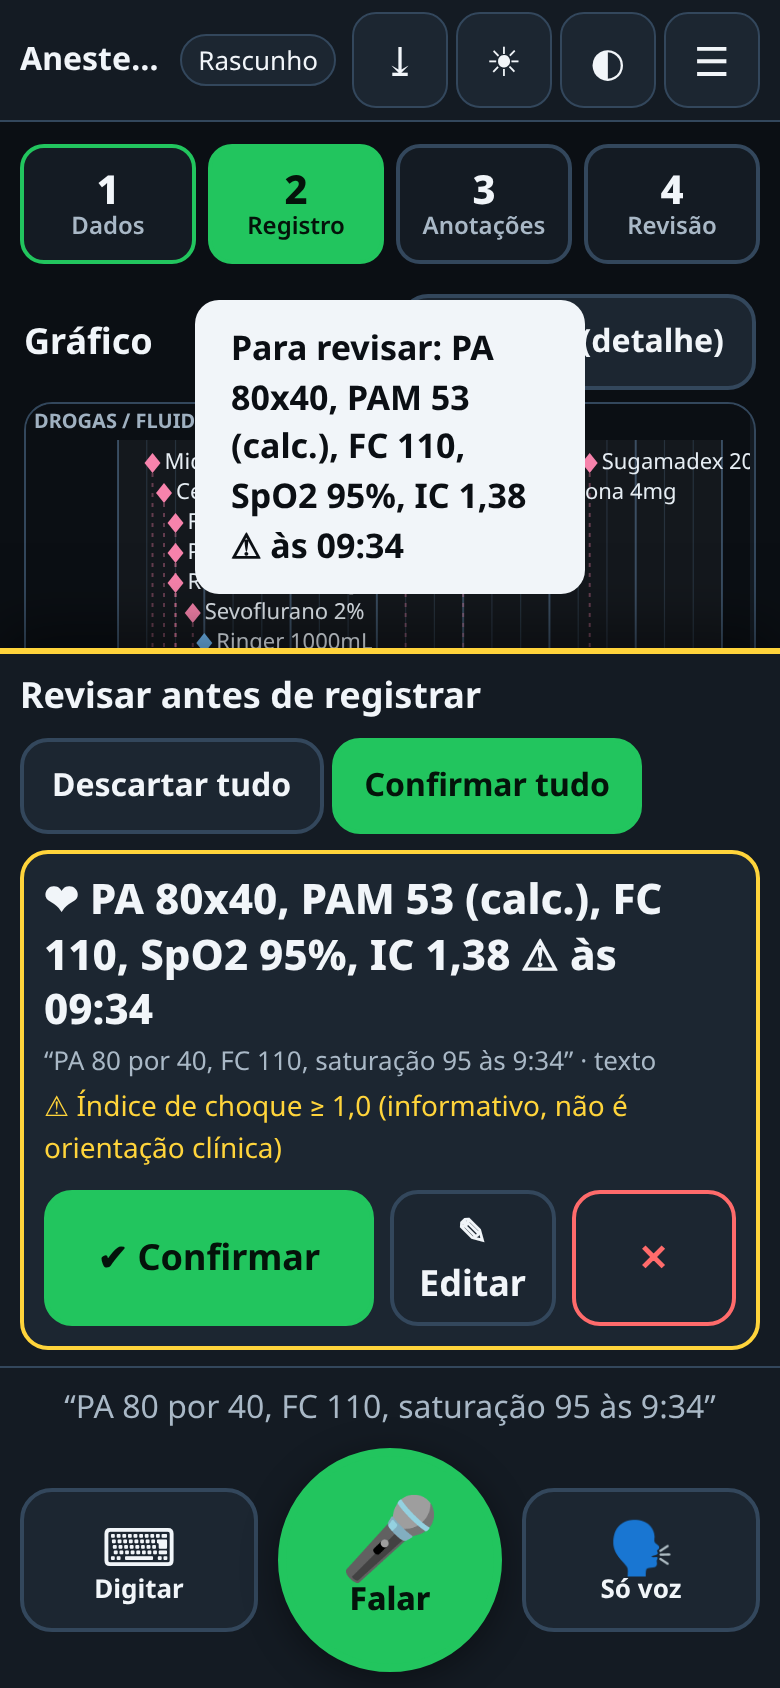 Aneste...
Rascunho
1
Dados
2
Registro
3
Anotações
4
Revisão
Gráfico
(detalhe)
Para revisar: PA
80x40, PAM 53
(calc.), FC 110,
SpO2 95%, IC 1,38
⚠ às 09:34
DROGAS / FLUID
Sugamadex 20
ona 4mg
Sevoflurano 2%
Ringer 1000mL
Revisar antes de registrar
Descartar tudo
Confirmar tudo
❤ PA 80x40, PAM 53 (calc.), FC
110, SpO2 95%, IC 1,38 ⚠ às
09:34
“PA 80 por 40, FC 110, saturação 95 às 9:34” · texto
⚠ Índice de choque ≥ 1,0 (informativo, não é
orientação clínica)
✔ Confirmar
✎
Editar
✕
“PA 80 por 40, FC 110, saturação 95 às 9:34”
Digitar
Falar
Só voz